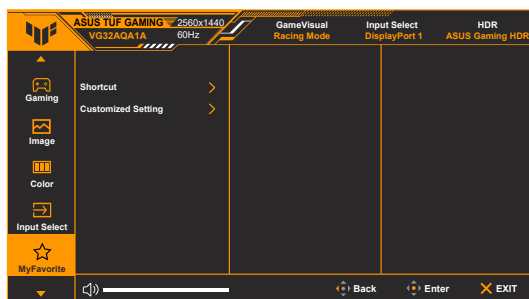 ASUS TUF GAMING 2560x1440
VG32AQA1A 60Hz
GameVisual
Racing Mode
Input Select
DisplayPort 1
HDR
ASUS Gaming HDR
Gaming
Image
Color
Input Select
MyFavorite
Shortcut
Customized Setting
Back
Enter
EXIT